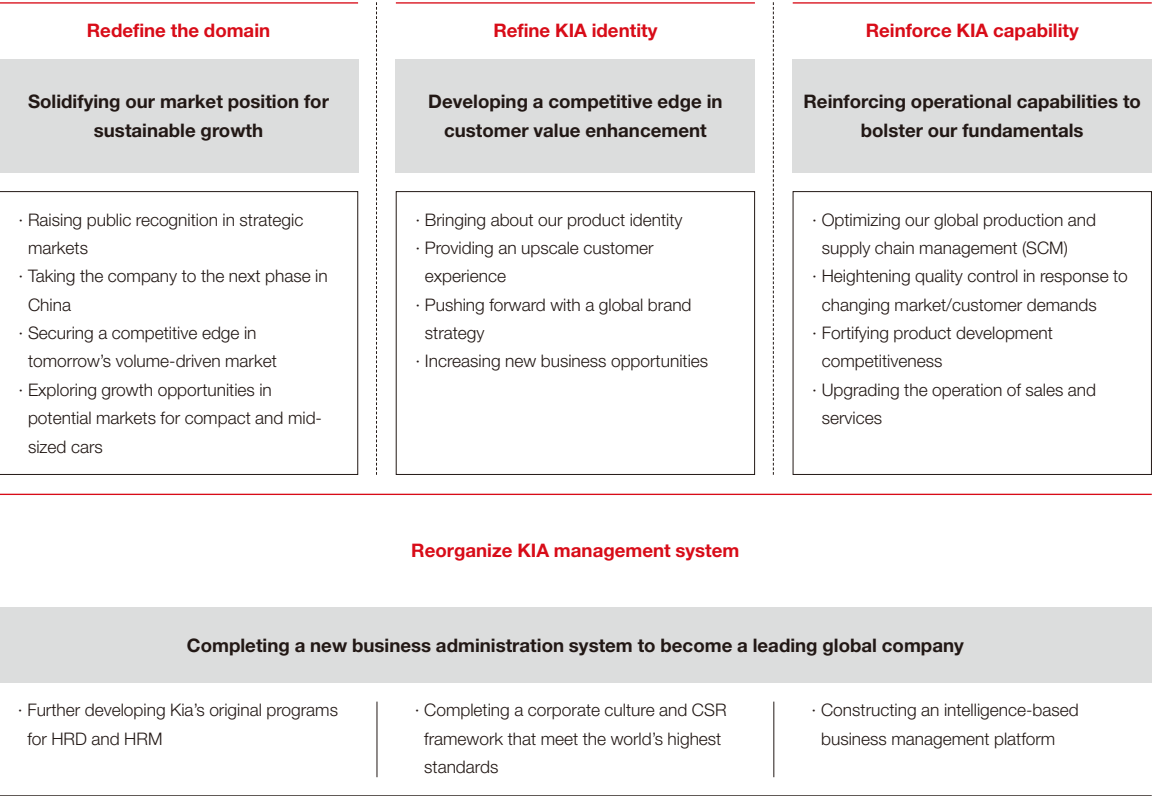 Redefine the domain
Solidifying our market position for
sustainable growth
· Raising public recognition in strategic
markets
· Taking the company to the next phase in
China
· Securing a competitive edge in
tomorrow’s volume-driven market
· Exploring growth opportunities in
potential markets for compact and mid-
sized cars
Refine KIA identity
Developing a competitive edge in
customer value enhancement
· Bringing about our product identity
· Providing an upscale customer
experience
· Pushing forward with a global brand
strategy
· Increasing new business opportunities
Reinforce KIA capability
Reinforcing operational capabilities to
bolster our fundamentals
· Optimizing our global production and
supply chain management (SCM)
· Heightening quality control in response to
changing market/customer demands
· Fortifying product development
competitiveness
· Upgrading the operation of sales and
services
Reorganize KIA management system
Completing a new business administration system to become a leading global company
· Further developing Kia’s original programs
for HRD and HRM
· Completing a corporate culture and CSR
framework that meet the world’s highest
standards
· Constructing an intelligence-based
business management platform